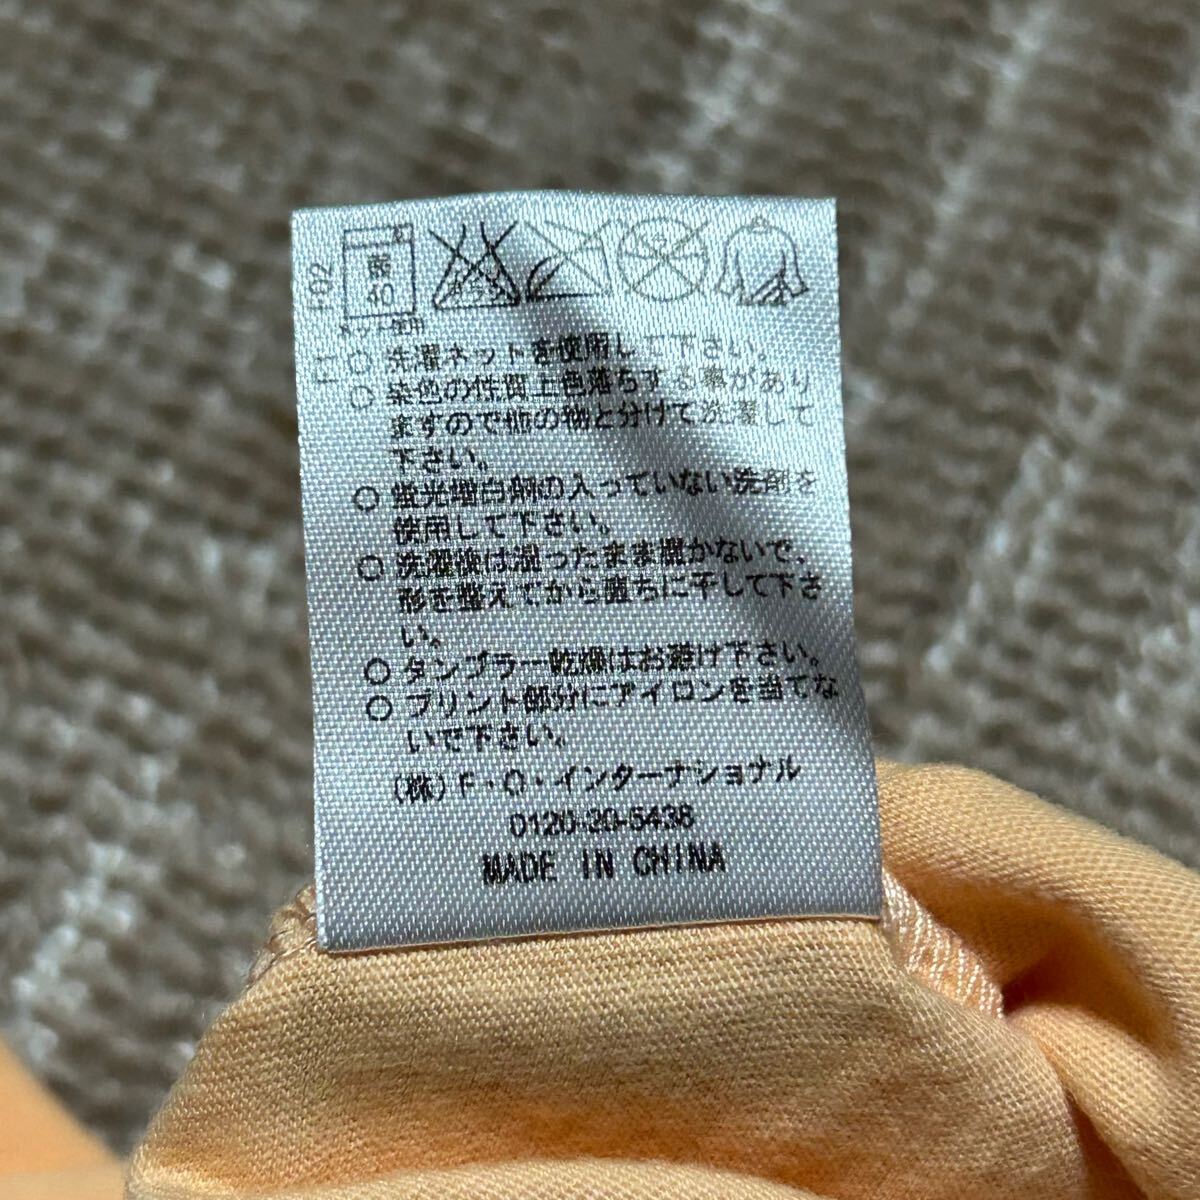 ネット使用
○ 洗濯ネットを使用して下さい。
○ 染色の性質上色落ちする事があり
ますので他の物と分けて洗濯して
下さい。
○ 蛍光増白剤の入っていない洗剤を
使用して下さい。
○ 洗濯後は湿ったまま置かないで、
形を整えてから直ちに干して下さ
い。
○ タンブラー乾燥はお避け下さい。
○ プリント部分にアイロンを当てな
いで下さい。
(株)F・O・インターナショナル
0120-20-5438
MADE IN CHINA